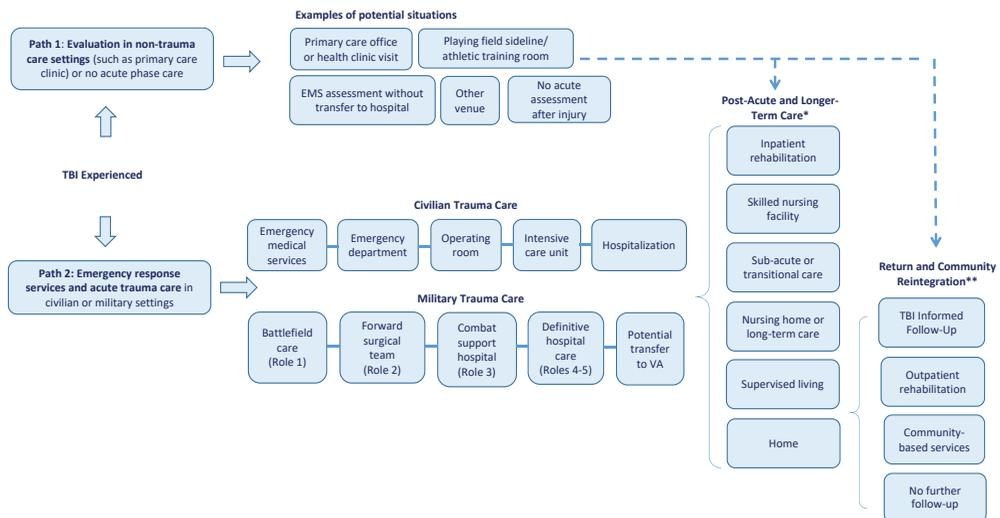 Examples of potential situations
Path 1: Evaluation in non-trauma
care settings (such as primary care
clinic) or no acute phase care
Primary care office
or health clinic visit
Playing field sideline/
athletic training room
EMS assessment without
transfer to hospital
Other
venue
No acute
assessment
after injury
TBI Experienced
Path 2: Emergency response
services and acute trauma care in
civilian or military settings
Civilian Trauma Care
Emergency
medical
services
Emergency
department
Operating
room
Intensive
care unit
Hospitalization
Military Trauma Care
Battlefield
care
(Role 1)
Forward
surgical
team
(Role 2)
Combat
support
hospital
(Role 3)
Definitive
hospital
care
(Roles 4-5)
Potential
transfer
to VA
Post-Acute and Longer-
Term Care*
Inpatient
rehabilitation
Skilled nursing
facility
Sub-acute or
transitional care
Nursing home or
long-term care
Supervised living
Home
Return and Community
Reintegration**
TBI Informed
Follow-Up
Outpatient
rehabilitation
Community-
based services
No further
follow-up